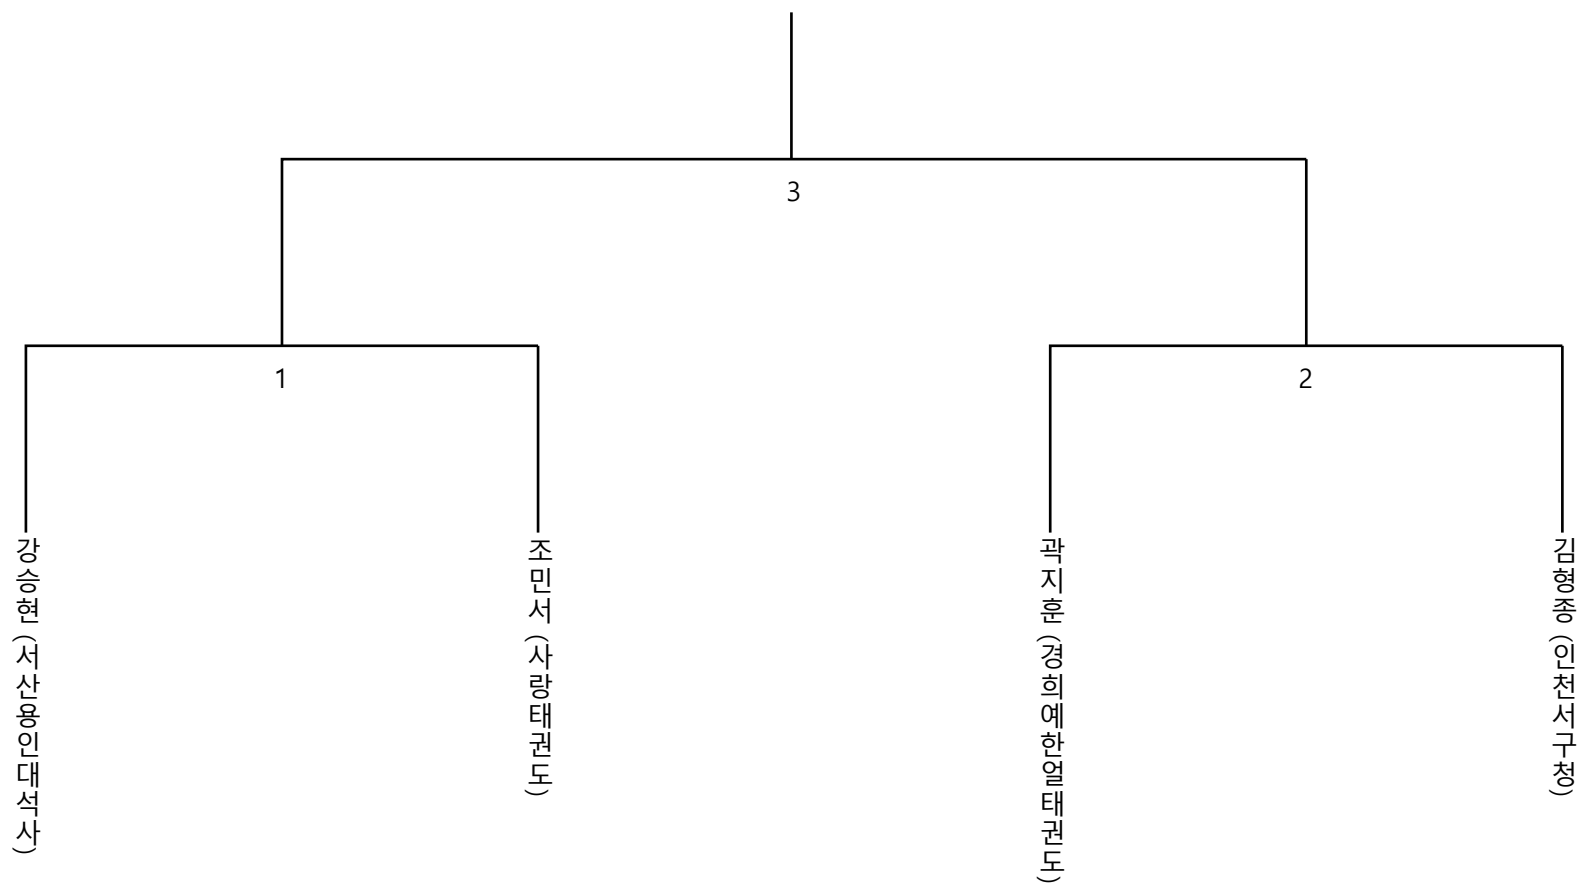 3
1
2
강승현 (서산용인대석사)
조민서 (사랑태권도)
곽지훈 (경희예한얼태권도)
김형종 (인천서구청)